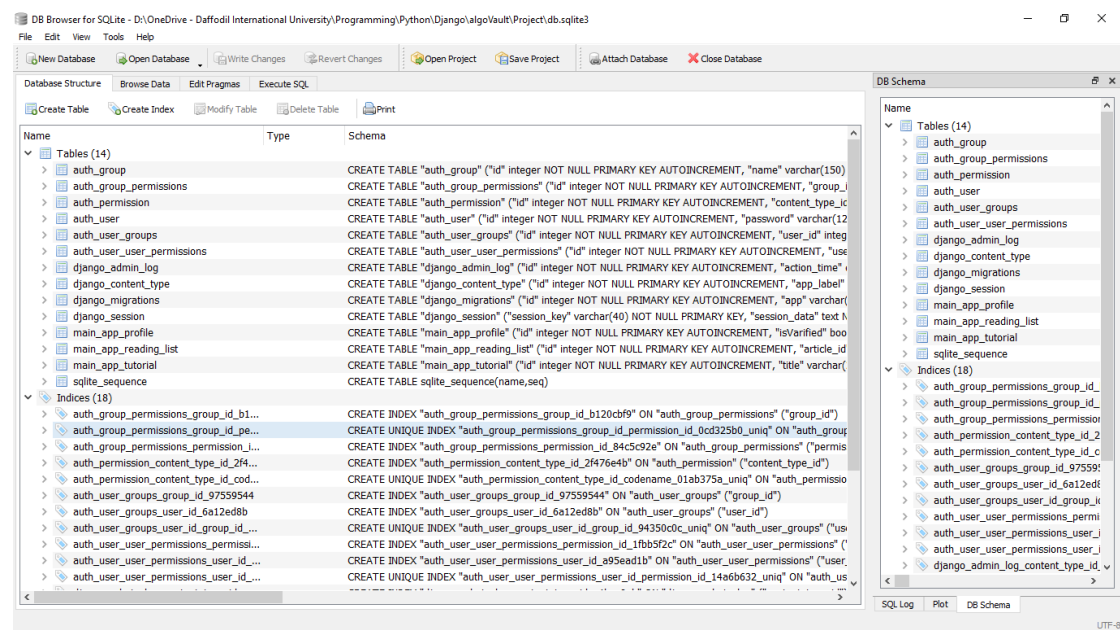 DB Browser for SQLite - D:\OneDrive - Daffodil International University\Programming\Python\Django\algoVault\Project\db.sqlite3
File Edit View Tools Help
New Database Open Database Write Changes Revert Changes Open Project Save Project Attach Database Close Database
Database Structure Browse Data Edit Pragmas Execute SQL
Create Table Create Index Modify Table Delete Table Print
Name Type Schema
Tables (14)
auth_group CREATE TABLE "auth_group" ("id" integer NOT NULL PRIMARY KEY AUTOINCREMENT, "name" varchar(150)
auth_group_permissions CREATE TABLE "auth_group_permissions" ("id" integer NOT NULL PRIMARY KEY AUTOINCREMENT, "group_i
auth_permission CREATE TABLE "auth_permission" ("id" integer NOT NULL PRIMARY KEY AUTOINCREMENT, "content_type_id
auth_user CREATE TABLE "auth_user" ("id" integer NOT NULL PRIMARY KEY AUTOINCREMENT, "password" varchar(12
auth_user_groups CREATE TABLE "auth_user_groups" ("id" integer NOT NULL PRIMARY KEY AUTOINCREMENT, "user_id" integ
auth_user_user_permissions CREATE TABLE "auth_user_user_permissions" ("id" integer NOT NULL PRIMARY KEY AUTOINCREMENT, "use
django_admin_log CREATE TABLE "django_admin_log" ("id" integer NOT NULL PRIMARY KEY AUTOINCREMENT, "action_time"
django_content_type CREATE TABLE "django_content_type" ("id" integer NOT NULL PRIMARY KEY AUTOINCREMENT, "app_label"
django_migrations CREATE TABLE "django_migrations" ("id" integer NOT NULL PRIMARY KEY AUTOINCREMENT, "app" varchar(
django_session CREATE TABLE "django_session" ("session_key" varchar(40) NOT NULL PRIMARY KEY, "session_data" text N
main_app_profile CREATE TABLE "main_app_profile" ("id" integer NOT NULL PRIMARY KEY AUTOINCREMENT, "isVarified" boo
main_app_reading_list CREATE TABLE "main_app_reading_list" ("id" integer NOT NULL PRIMARY KEY AUTOINCREMENT, "article_id
main_app_tutorial CREATE TABLE "main_app_tutorial" ("id" integer NOT NULL PRIMARY KEY AUTOINCREMENT, "title" varchar(
sqlite_sequence CREATE TABLE sqlite_sequence(name,seq)
Indices (18)
auth_group_permissions_group_id_b1... CREATE INDEX "auth_group_permissions_group_id_b120cbf9" ON "auth_group_permissions" ("group_id")
auth_group_permissions_group_id_pe... CREATE UNIQUE INDEX "auth_group_permissions_group_id_permission_id_0cd325b0_uniq" ON "auth_group
auth_group_permissions_permission_i... CREATE INDEX "auth_group_permissions_permission_id_84c5c92e" ON "auth_group_permissions" ("permis
auth_permission_content_type_id_2f4... CREATE INDEX "auth_permission_content_type_id_2f476e4b" ON "auth_permission" ("content_type_id")
auth_permission_content_type_id_cod... CREATE UNIQUE INDEX "auth_permission_content_type_id_codename_01ab375a_uniq" ON "auth_permissio
auth_user_groups_group_id_97559544 CREATE INDEX "auth_user_groups_group_id_97559544" ON "auth_user_groups" ("group_id")
auth_user_groups_user_id_6a12ed8b CREATE INDEX "auth_user_groups_user_id_6a12ed8b" ON "auth_user_groups" ("user_id")
auth_user_groups_user_id_group_id_... CREATE UNIQUE INDEX "auth_user_groups_user_id_group_id_94350c0c_uniq" ON "auth_user_groups" ("use
auth_user_user_permissions_permissi... CREATE INDEX "auth_user_user_permissions_permission_id_1fbb5f2c" ON "auth_user_user_permissions" ("
auth_user_user_permissions_user_id_... CREATE INDEX "auth_user_user_permissions_user_id_a95ead1b" ON "auth_user_user_permissions" ("user_
auth_user_user_permissions_user_id_... CREATE UNIQUE INDEX "auth_user_user_permissions_user_id_permission_id_14a6b632_uniq" ON "auth_us
DB Schema
Name
Tables (14)
auth_group
auth_group_permissions
auth_permission
auth_user
auth_user_groups
auth_user_user_permissions
django_admin_log
django_content_type
django_migrations
django_session
main_app_profile
main_app_reading_list
main_app_tutorial
sqlite_sequence
Indices (18)
auth_group_permissions_group_id_
auth_group_permissions_group_id_
auth_group_permissions_permission
auth_permission_content_type_id_2
auth_permission_content_type_id_c
auth_user_groups_group_id_975595
auth_user_groups_user_id_6a12ed8
auth_user_groups_user_id_group_id
auth_user_user_permissions_permi
auth_user_user_permissions_user_i
auth_user_user_permissions_user_i
django_admin_log_content_type_id_
SQL Log Plot DB Schema
UTF-8